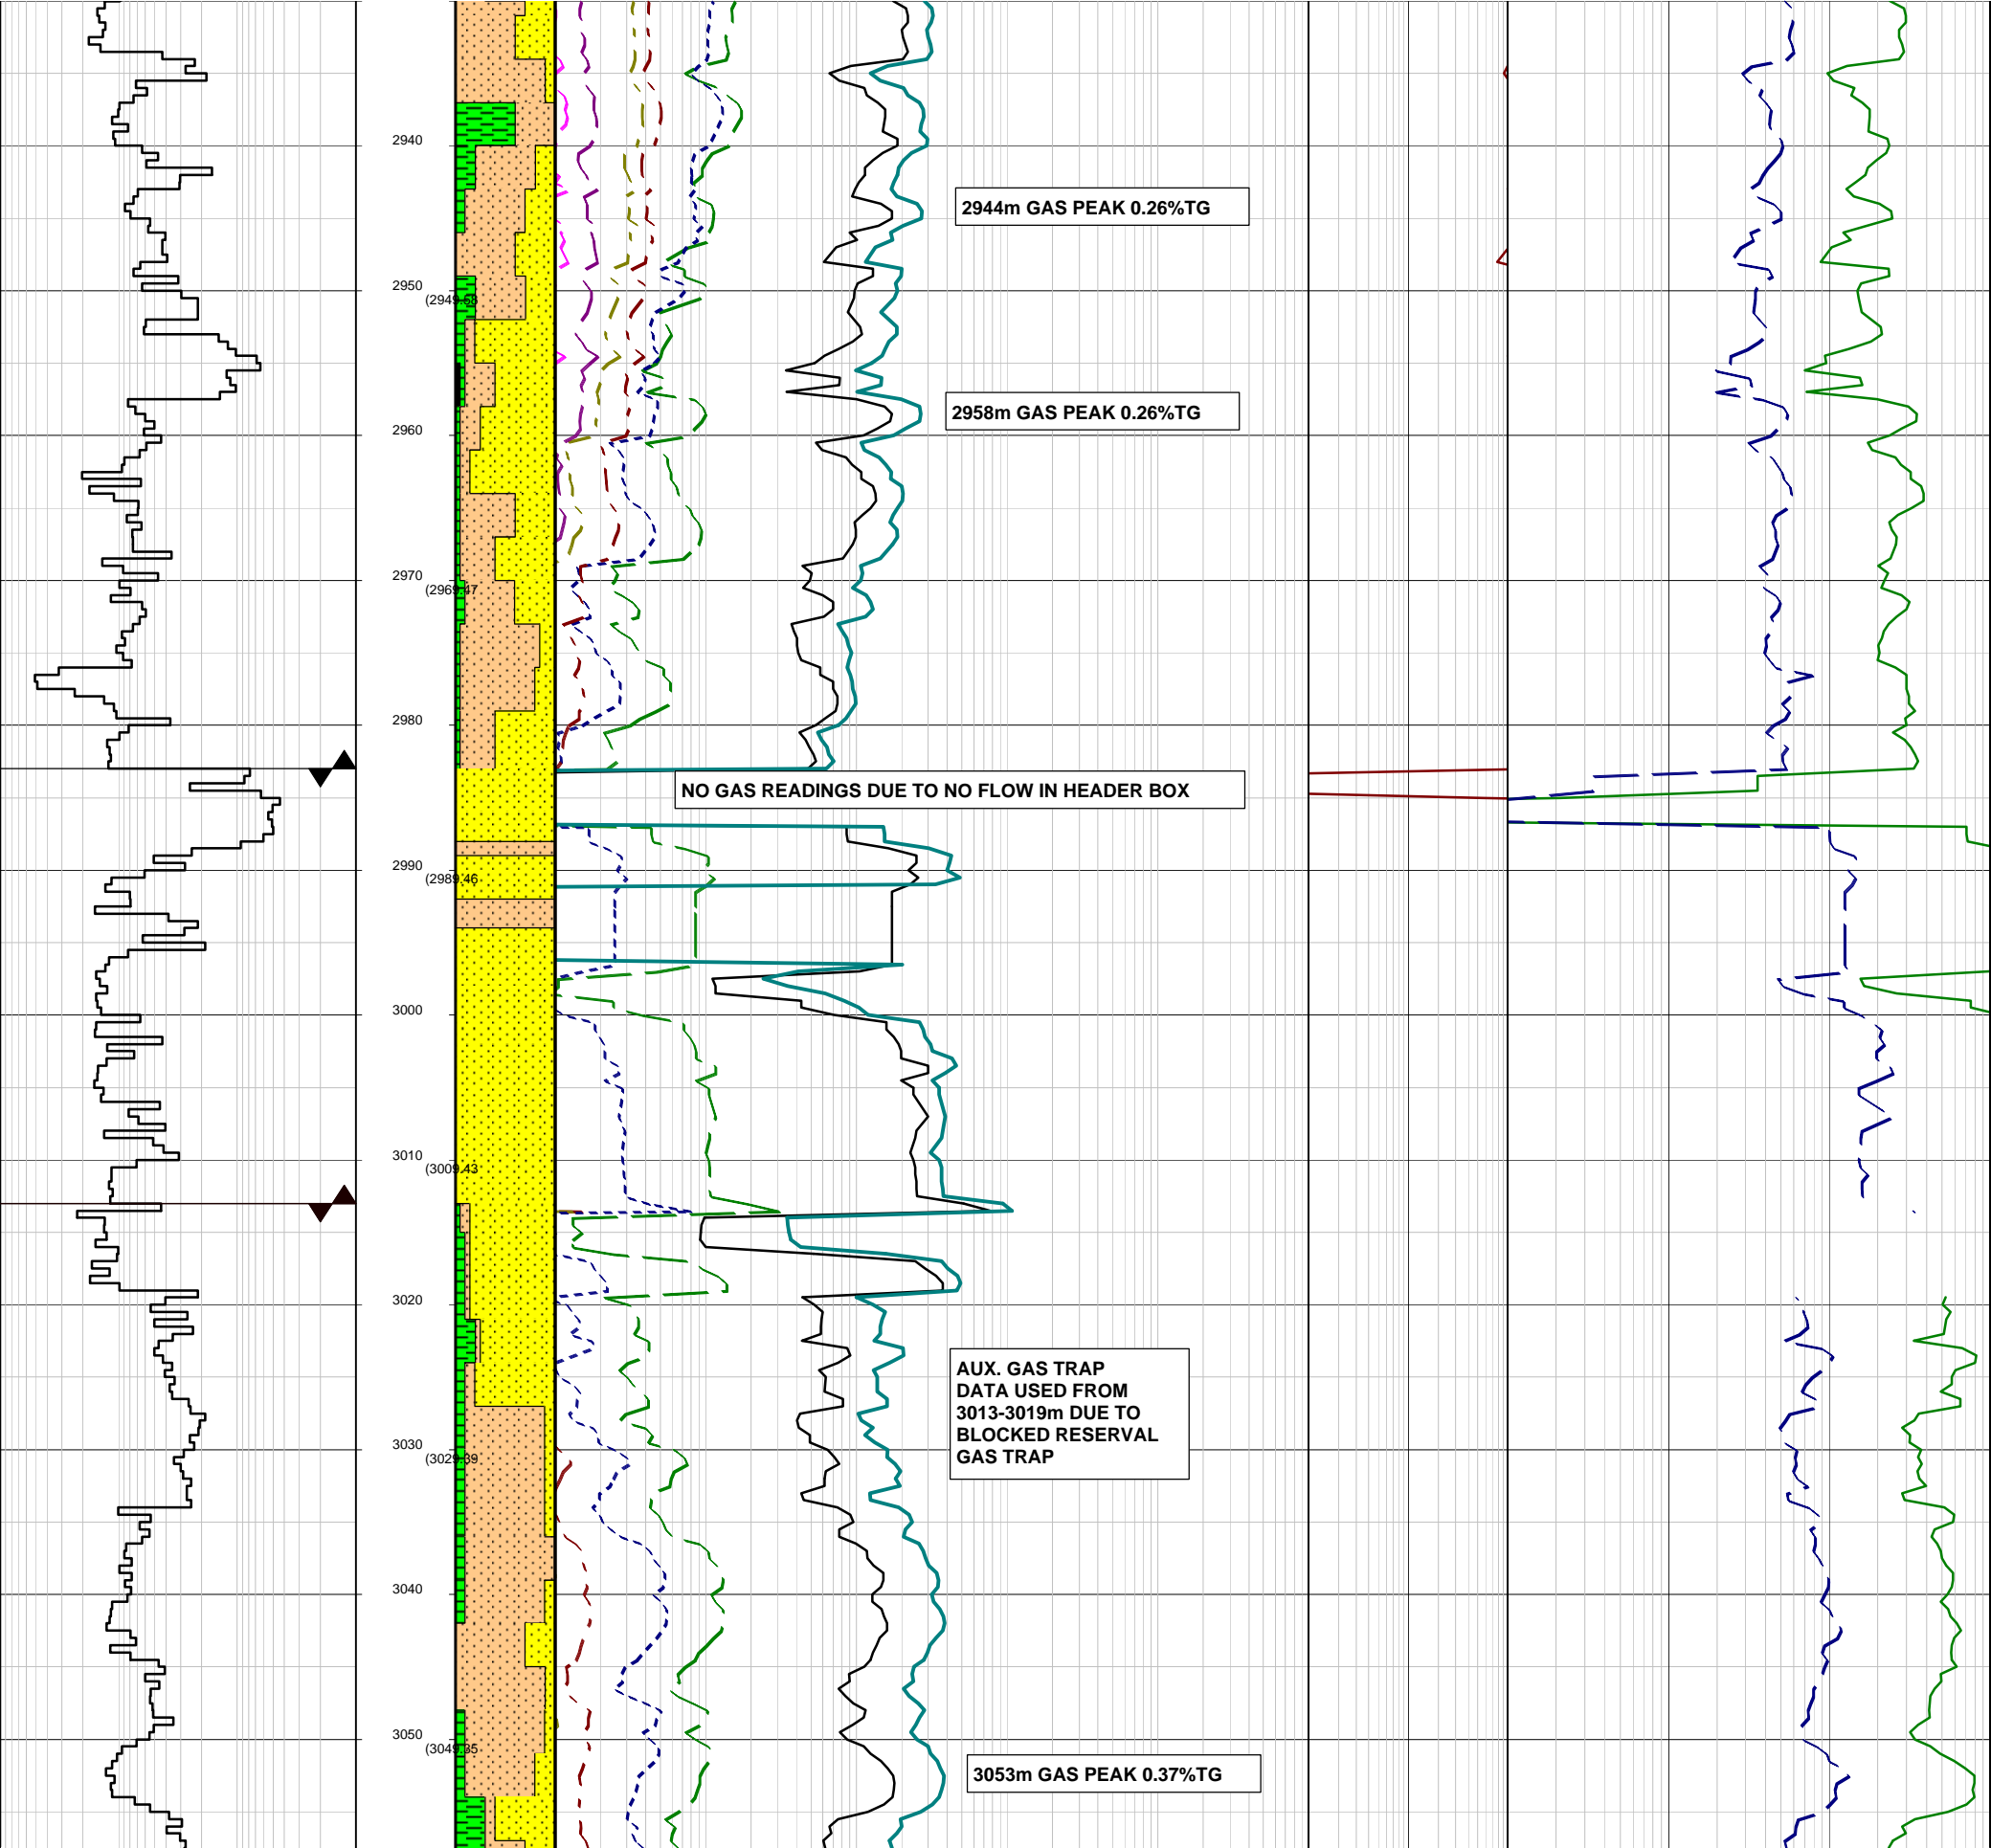 2940
2944m GAS PEAK 0.26%TG
2950
(2949.68
2958m GAS PEAK 0.26%TG
2960
2970
(2969.47
2980
NO GAS READINGS DUE TO NO FLOW IN HEADER BOX
2990
(2989.46
3000
3010
(3009.43
3020
AUX. GAS TRAP
DATA USED FROM
3013-3019m DUE TO
BLOCKED RESERVAL
GAS TRAP
3030
(3029.39
3040
3050
(3049.35
3053m GAS PEAK 0.37%TG